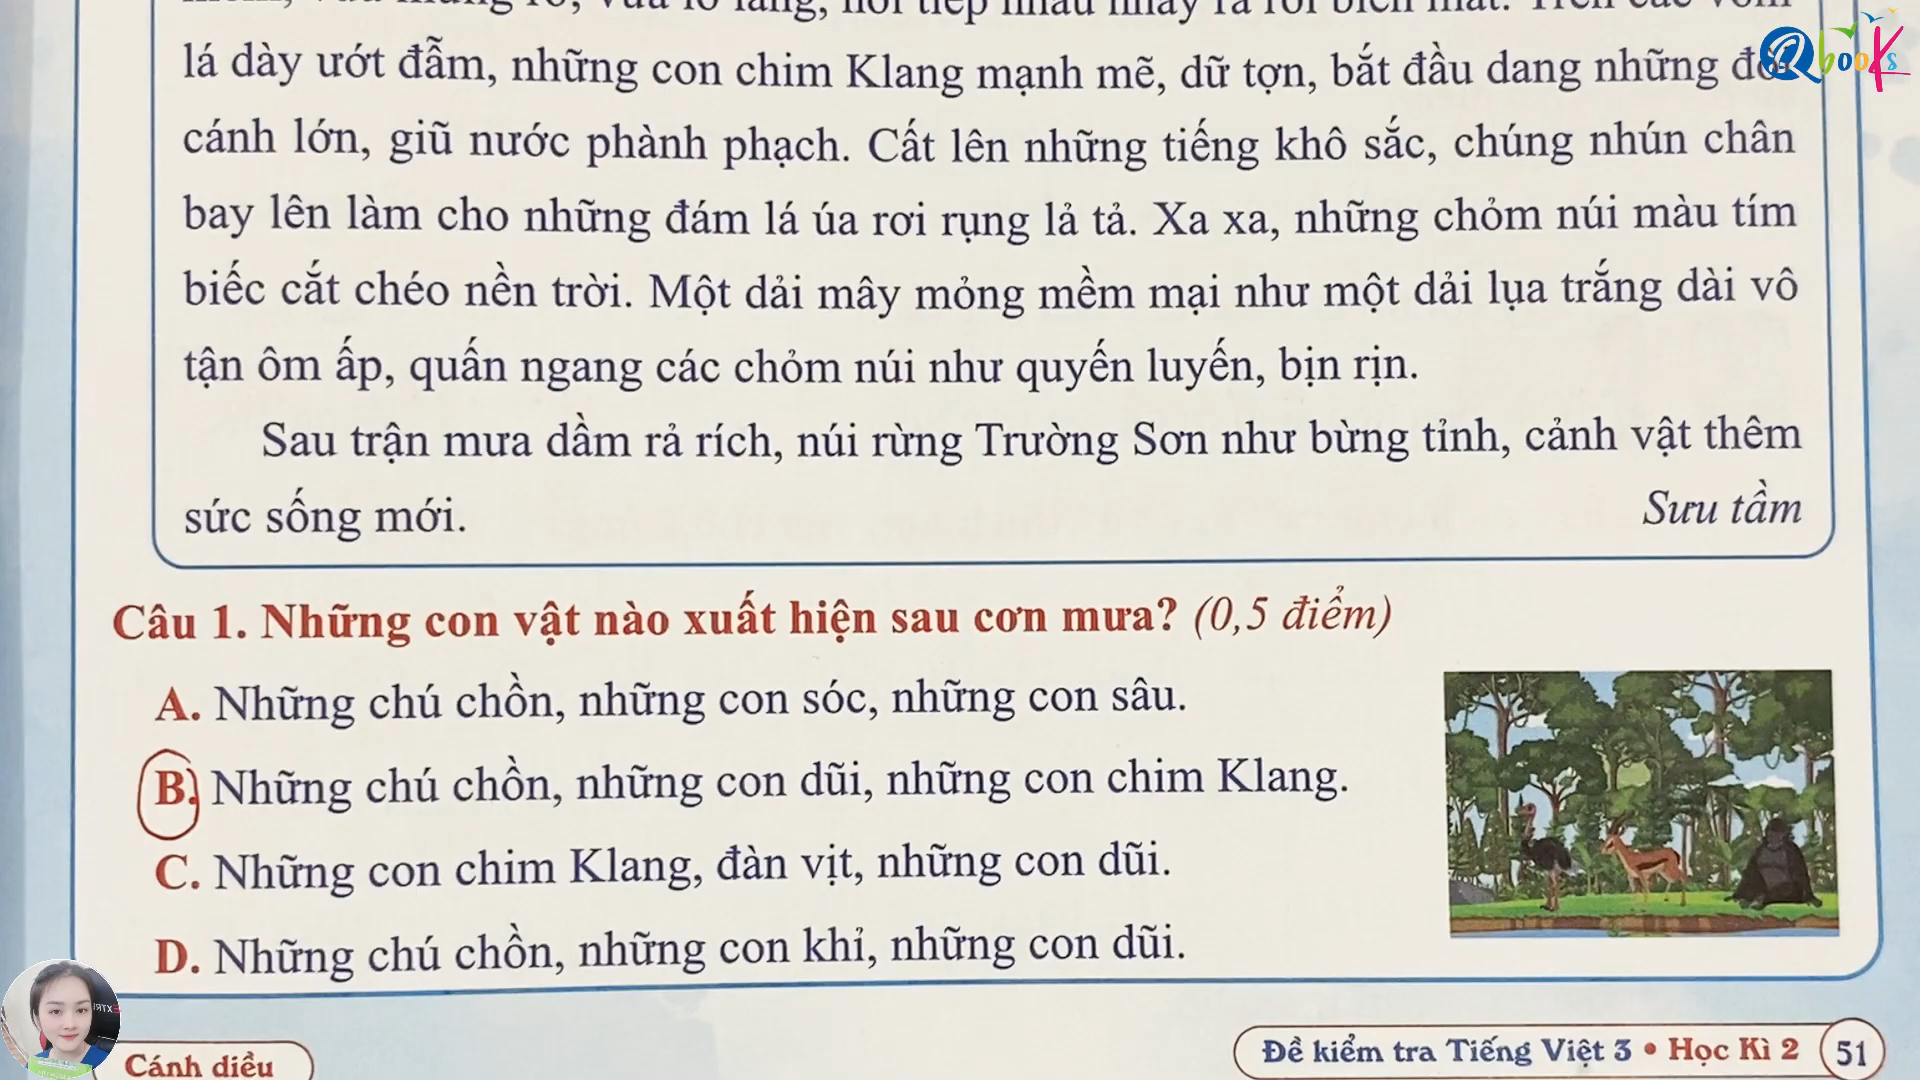 lá dày ướt đẫm, những con chim Klang mạnh mẽ, dữ tợn, bắt đầu dang những đôi
cánh lớn, giũ nước phành phạch. Cất lên những tiếng khô sắc, chúng nhún chân
bay lên làm cho những đám lá úa rơi rụng lả tả. Xa xa, những chỏm núi màu tím
biếc cắt chéo nền trời. Một dải mây mỏng mềm mại như một dải lụa trắng dài vô
tận ôm ấp, quấn ngang các chỏm núi như quyến luyến, bịn rịn.
Sau trận mưa dầm rả rích, núi rừng Trường Sơn như bừng tỉnh, cảnh vật thêm
sức sống mới.
Sưu tầm
Câu 1. Những con vật nào xuất hiện sau cơn mưa? (0,5 điểm)
A. Những chú chồn, những con sóc, những con sâu.
B. Những chú chồn, những con dũi, những con chim Klang.
C. Những con chim Klang, đàn vịt, những con dũi.
D. Những chú chồn, những con khỉ, những con dũi.
Cánh diều
Đề kiểm tra Tiếng Việt 3 • Học Kì 2 51
Qbooks